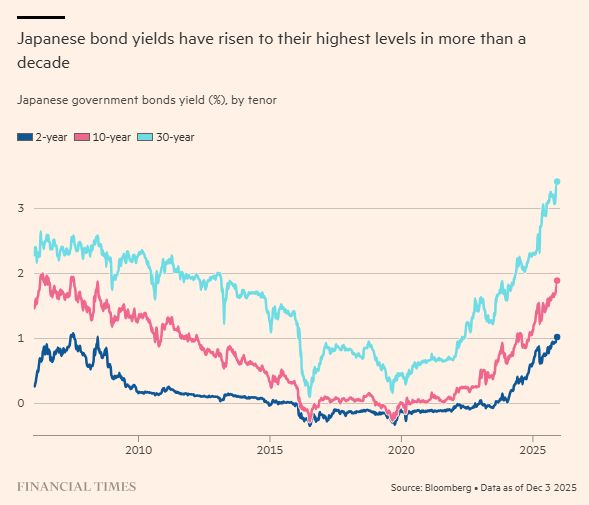 Japanese bond yields have risen to their highest levels in more than a
decade
Japanese government bonds yield (%), by tenor
2-year 10-year 30-year
3
2
1
0
2010 2015 2020 2025
FINANCIAL TIMES
Source: Bloomberg • Data as of Dec 3 2025